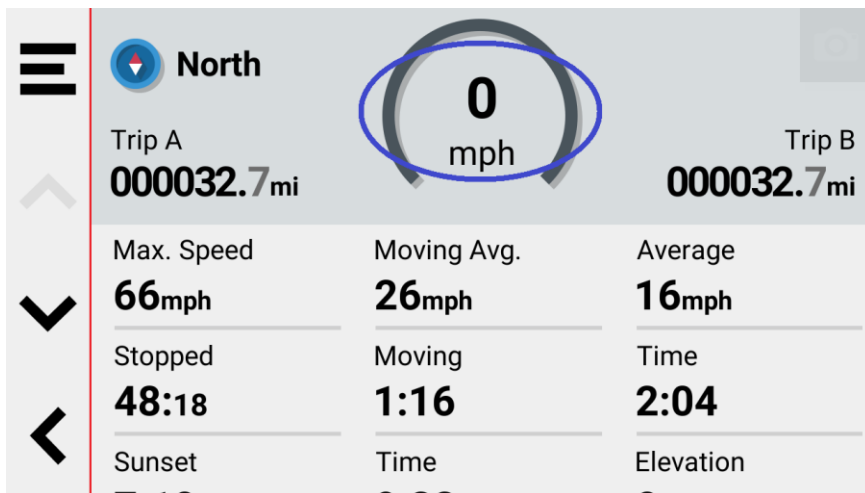 North
0
mph
Trip A
000032.7mi
Trip B
000032.7mi
Max. Speed
Moving Avg.
Average
66mph
26mph
16mph
Stopped
Moving
Time
48:18
1:16
2:04
Sunset
Time
Elevation